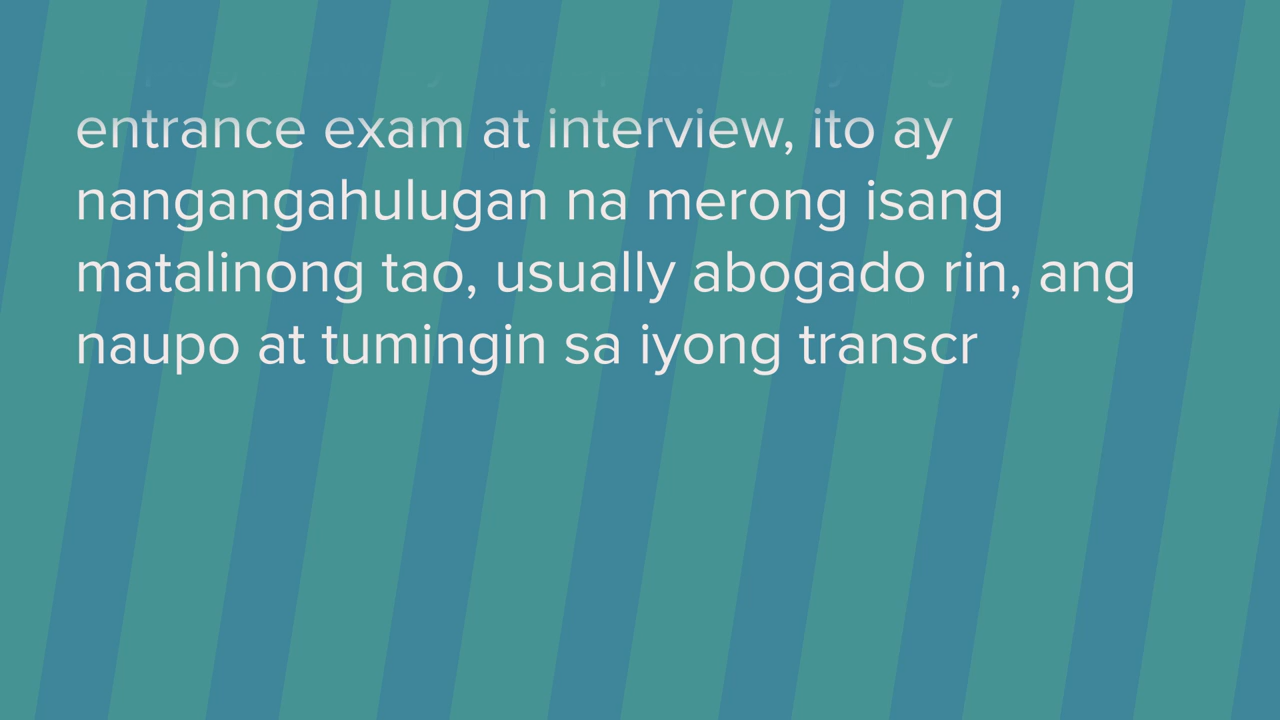 entrance exam at interview, ito ay
nangangahulugan na merong isang
matalinong tao, usually abogado rin, ang
naupo at tumingin sa iyong transcr